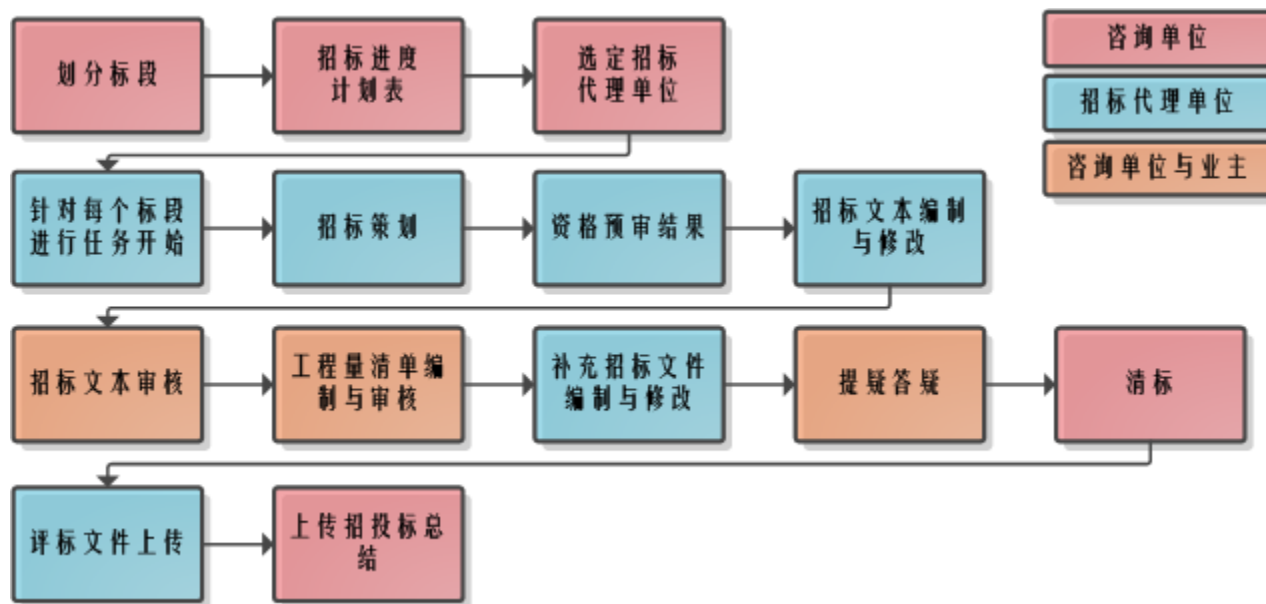 划分标段
招标进度
计划表
选定招标
代理单位
咨询单位
招标代理单位
咨询单位与业主
针对每个标段
进行任务开始
招标策划
资格预审结果
招标文本编制
与修改
招标文本审核
工程量清单编
制与审核
补充招标文件
编制与修改
提疑答疑
清标
评标文件上传
上传招投标总
结